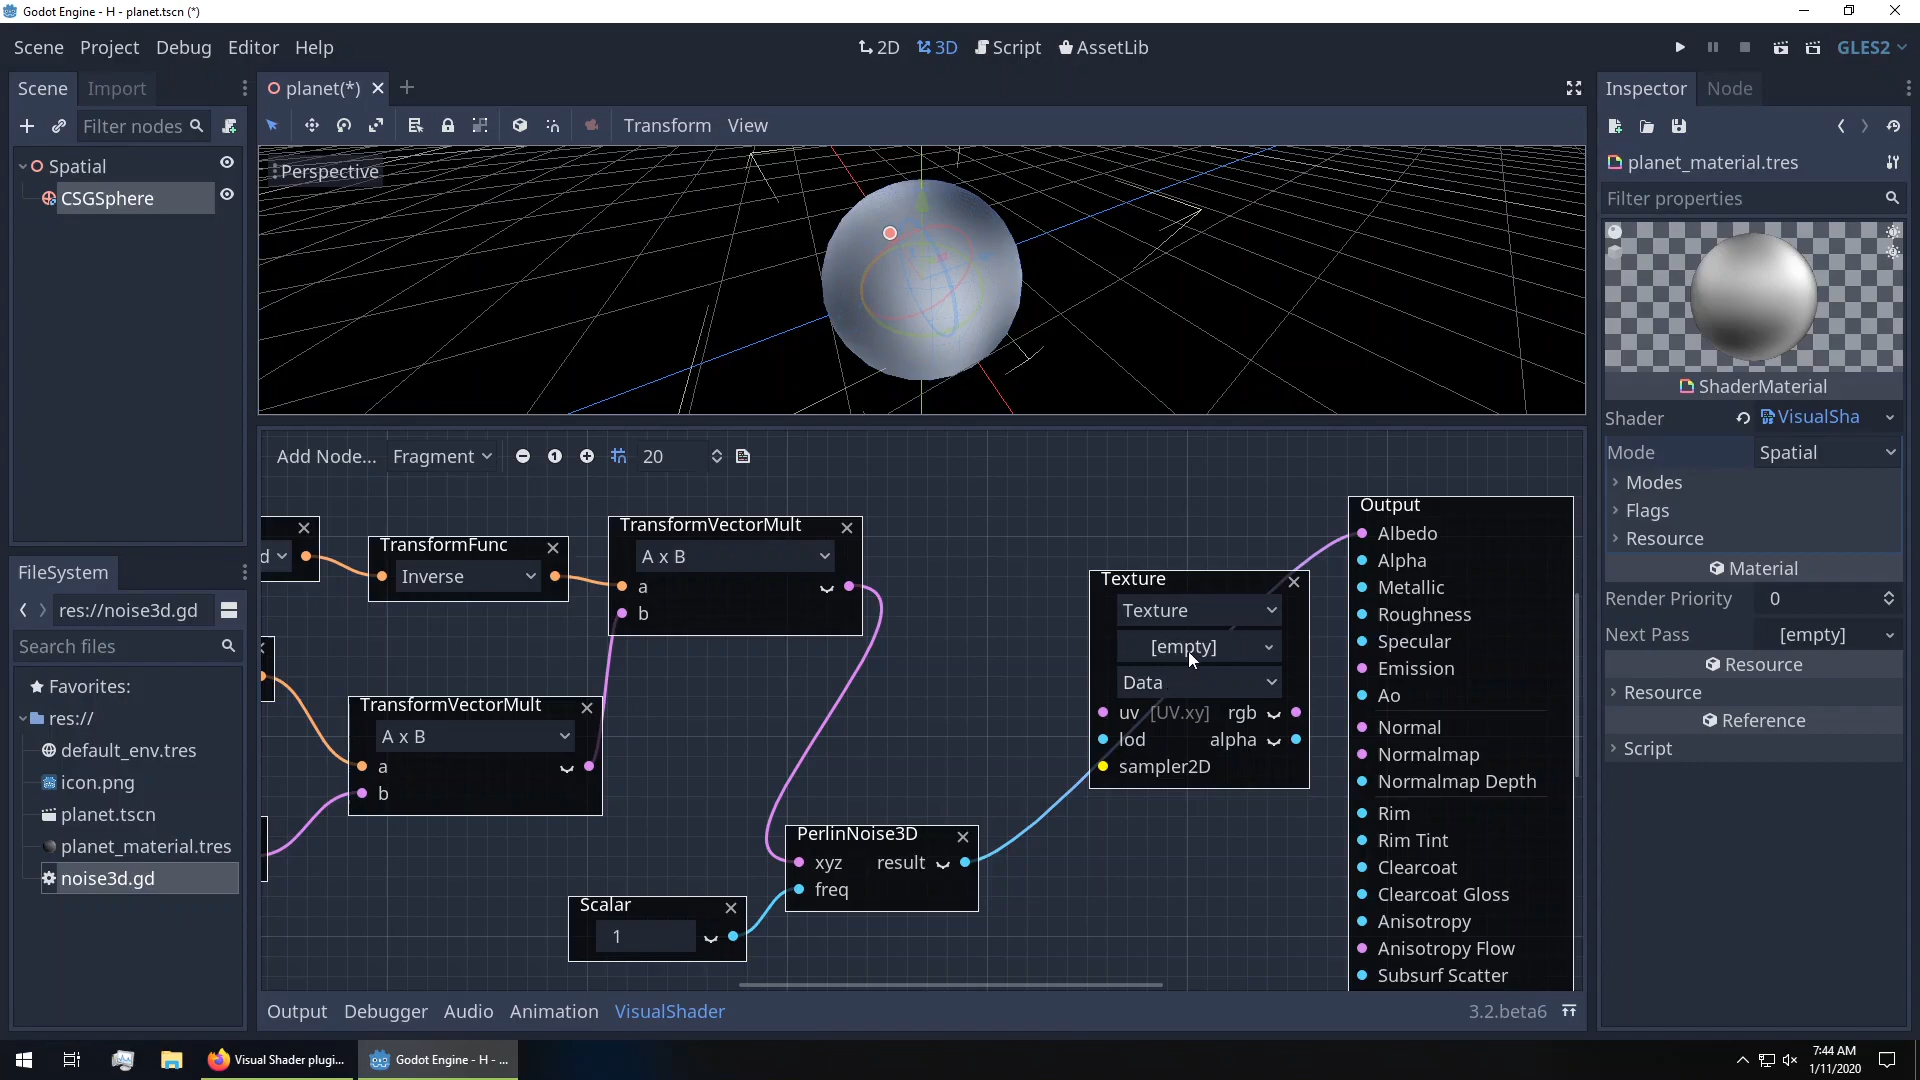 Godot Engine - H - planet.tscn (*)
Scene Project Debug Editor Help
2D 3D Script AssetLib
GLES2
Scene Import
planet(*)
Inspector Node
Filter nodes
Transform View
Spatial
CSGSphere
Perspective
planet_material.tres
Filter properties
ShaderMaterial
Shader VisualSha
Mode Spatial
Modes
Flags
Resource
Material
Render Priority 0
Next Pass [empty]
Resource
Resource
Reference
Script
Add Node... Fragment 1 20
d
TransformFunc
Inverse
TransformVectorMult
A x B
a
b
TransformVectorMult
A x B
a
b
Texture
Texture
[empty]
Data
uv [UV.xy] rgb
lod alpha
sampler2D
PerlinNoise3D
xyz result
freq
Scalar
1
Output
Albedo
Alpha
Metallic
Roughness
Specular
Emission
Ao
Normal
Normalmap
Normalmap Depth
Rim
Rim Tint
Clearcoat
Clearcoat Gloss
Anisotropy
Anisotropy Flow
Subsurf Scatter
FileSystem
res://noise3d.gd
Search files
Favorites:
res://
default_env.tres
icon.png
planet.tscn
planet_material.tres
noise3d.gd
Output Debugger Audio Animation VisualShader
3.2.beta6
Visual Shader plugi...
Godot Engine - H - ...
7:44 AM
1/11/2020